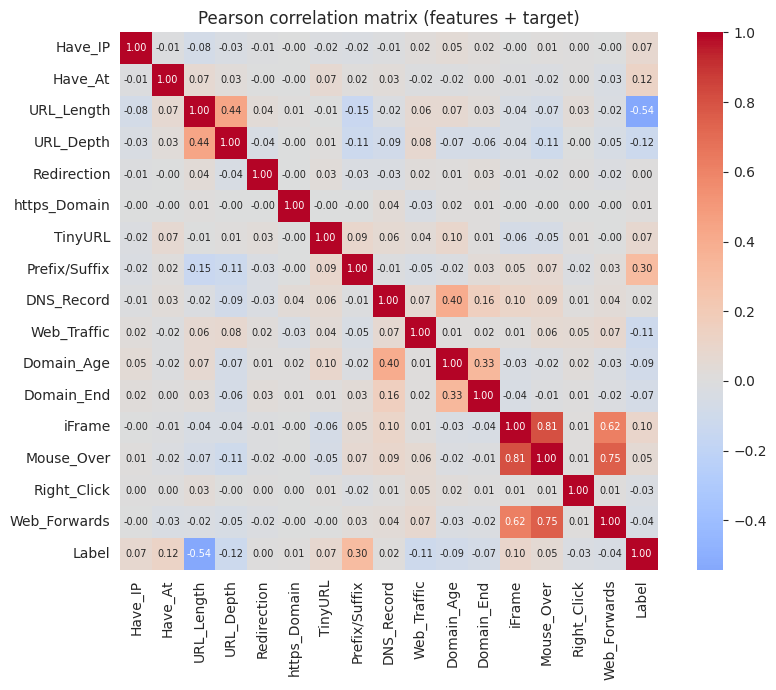 Pearson correlation matrix (features + target)
Have_IP 1.00 -0.01 -0.08 -0.03 -0.01 -0.00 -0.02 -0.02 -0.01 0.02 0.05 0.02 -0.00 0.01 0.00 -0.00 0.07
Have_At -0.01 1.00 0.07 0.03 -0.00 -0.00 0.07 0.02 0.03 -0.02 -0.02 0.00 -0.01 -0.02 0.00 -0.03 0.12
URL_Length -0.08 0.07 1.00 0.44 0.04 0.01 -0.01 -0.15 -0.02 0.06 0.07 0.03 -0.04 -0.07 0.03 -0.02 -0.54
URL_Depth -0.03 0.03 0.44 1.00 -0.04 -0.00 0.01 -0.11 -0.09 0.08 -0.07 -0.06 -0.04 -0.11 -0.00 -0.05 -0.12
Redirection -0.01 -0.00 0.04 -0.04 1.00 -0.00 0.03 -0.03 -0.03 0.02 0.01 0.03 -0.01 -0.02 0.00 -0.02 0.00
https_Domain -0.00 -0.00 0.01 -0.00 -0.00 1.00 -0.00 -0.00 0.04 -0.03 0.02 0.01 -0.00 -0.00 0.00 -0.00 0.01
TinyURL -0.02 0.07 -0.01 0.01 0.03 -0.00 1.00 0.09 0.06 0.04 0.10 0.01 -0.06 -0.05 0.01 -0.00 0.07
Prefix/Suffix -0.02 0.02 -0.15 -0.11 -0.03 -0.00 0.09 1.00 -0.01 -0.05 -0.02 0.03 0.05 0.07 -0.02 0.03 0.30
DNS_Record -0.01 0.03 -0.02 -0.09 -0.03 0.04 0.06 -0.01 1.00 0.07 0.40 0.16 0.10 0.09 0.01 0.04 0.02
Web_Traffic 0.02 -0.02 0.06 0.08 0.02 -0.03 0.04 -0.05 0.07 1.00 0.01 0.02 0.01 0.06 0.05 0.07 -0.11
Domain_Age 0.05 -0.02 0.07 -0.07 0.01 0.02 0.10 -0.02 0.40 0.01 1.00 0.33 -0.03 -0.02 0.02 -0.03 -0.09
Domain_End 0.02 0.00 0.03 -0.06 0.03 0.01 0.01 0.03 0.16 0.02 0.33 1.00 -0.04 -0.01 0.01 -0.02 -0.07
iFrame -0.00 -0.01 -0.04 -0.04 -0.01 -0.00 -0.06 0.05 0.10 0.01 -0.03 -0.04 1.00 0.81 0.01 0.62 0.10
Mouse_Over 0.01 -0.02 -0.07 -0.11 -0.02 -0.00 -0.05 0.07 0.09 0.06 -0.02 -0.01 0.81 1.00 0.01 0.75 0.05
Right_Click 0.00 0.00 0.03 -0.00 0.00 0.00 0.01 -0.02 0.01 0.05 0.02 0.01 0.01 0.01 1.00 0.01 -0.03
Web_Forwards -0.00 -0.03 -0.02 -0.05 -0.02 -0.00 -0.00 0.03 0.04 0.07 -0.03 -0.02 0.62 0.75 0.01 1.00 -0.04
Label 0.07 0.12 -0.54 -0.12 0.00 0.01 0.07 0.30 0.02 -0.11 -0.09 -0.07 0.10 0.05 -0.03 -0.04 1.00
Have_IP
Have_At
URL_Length
URL_Depth
Redirection
https_Domain
TinyURL
Prefix/Suffix
DNS_Record
Web_Traffic
Domain_Age
Domain_End
iFrame
Mouse_Over
Right_Click
Web_Forwards
Label
1.0
0.8
0.6
0.4
0.2
0.0
−0.2
−0.4